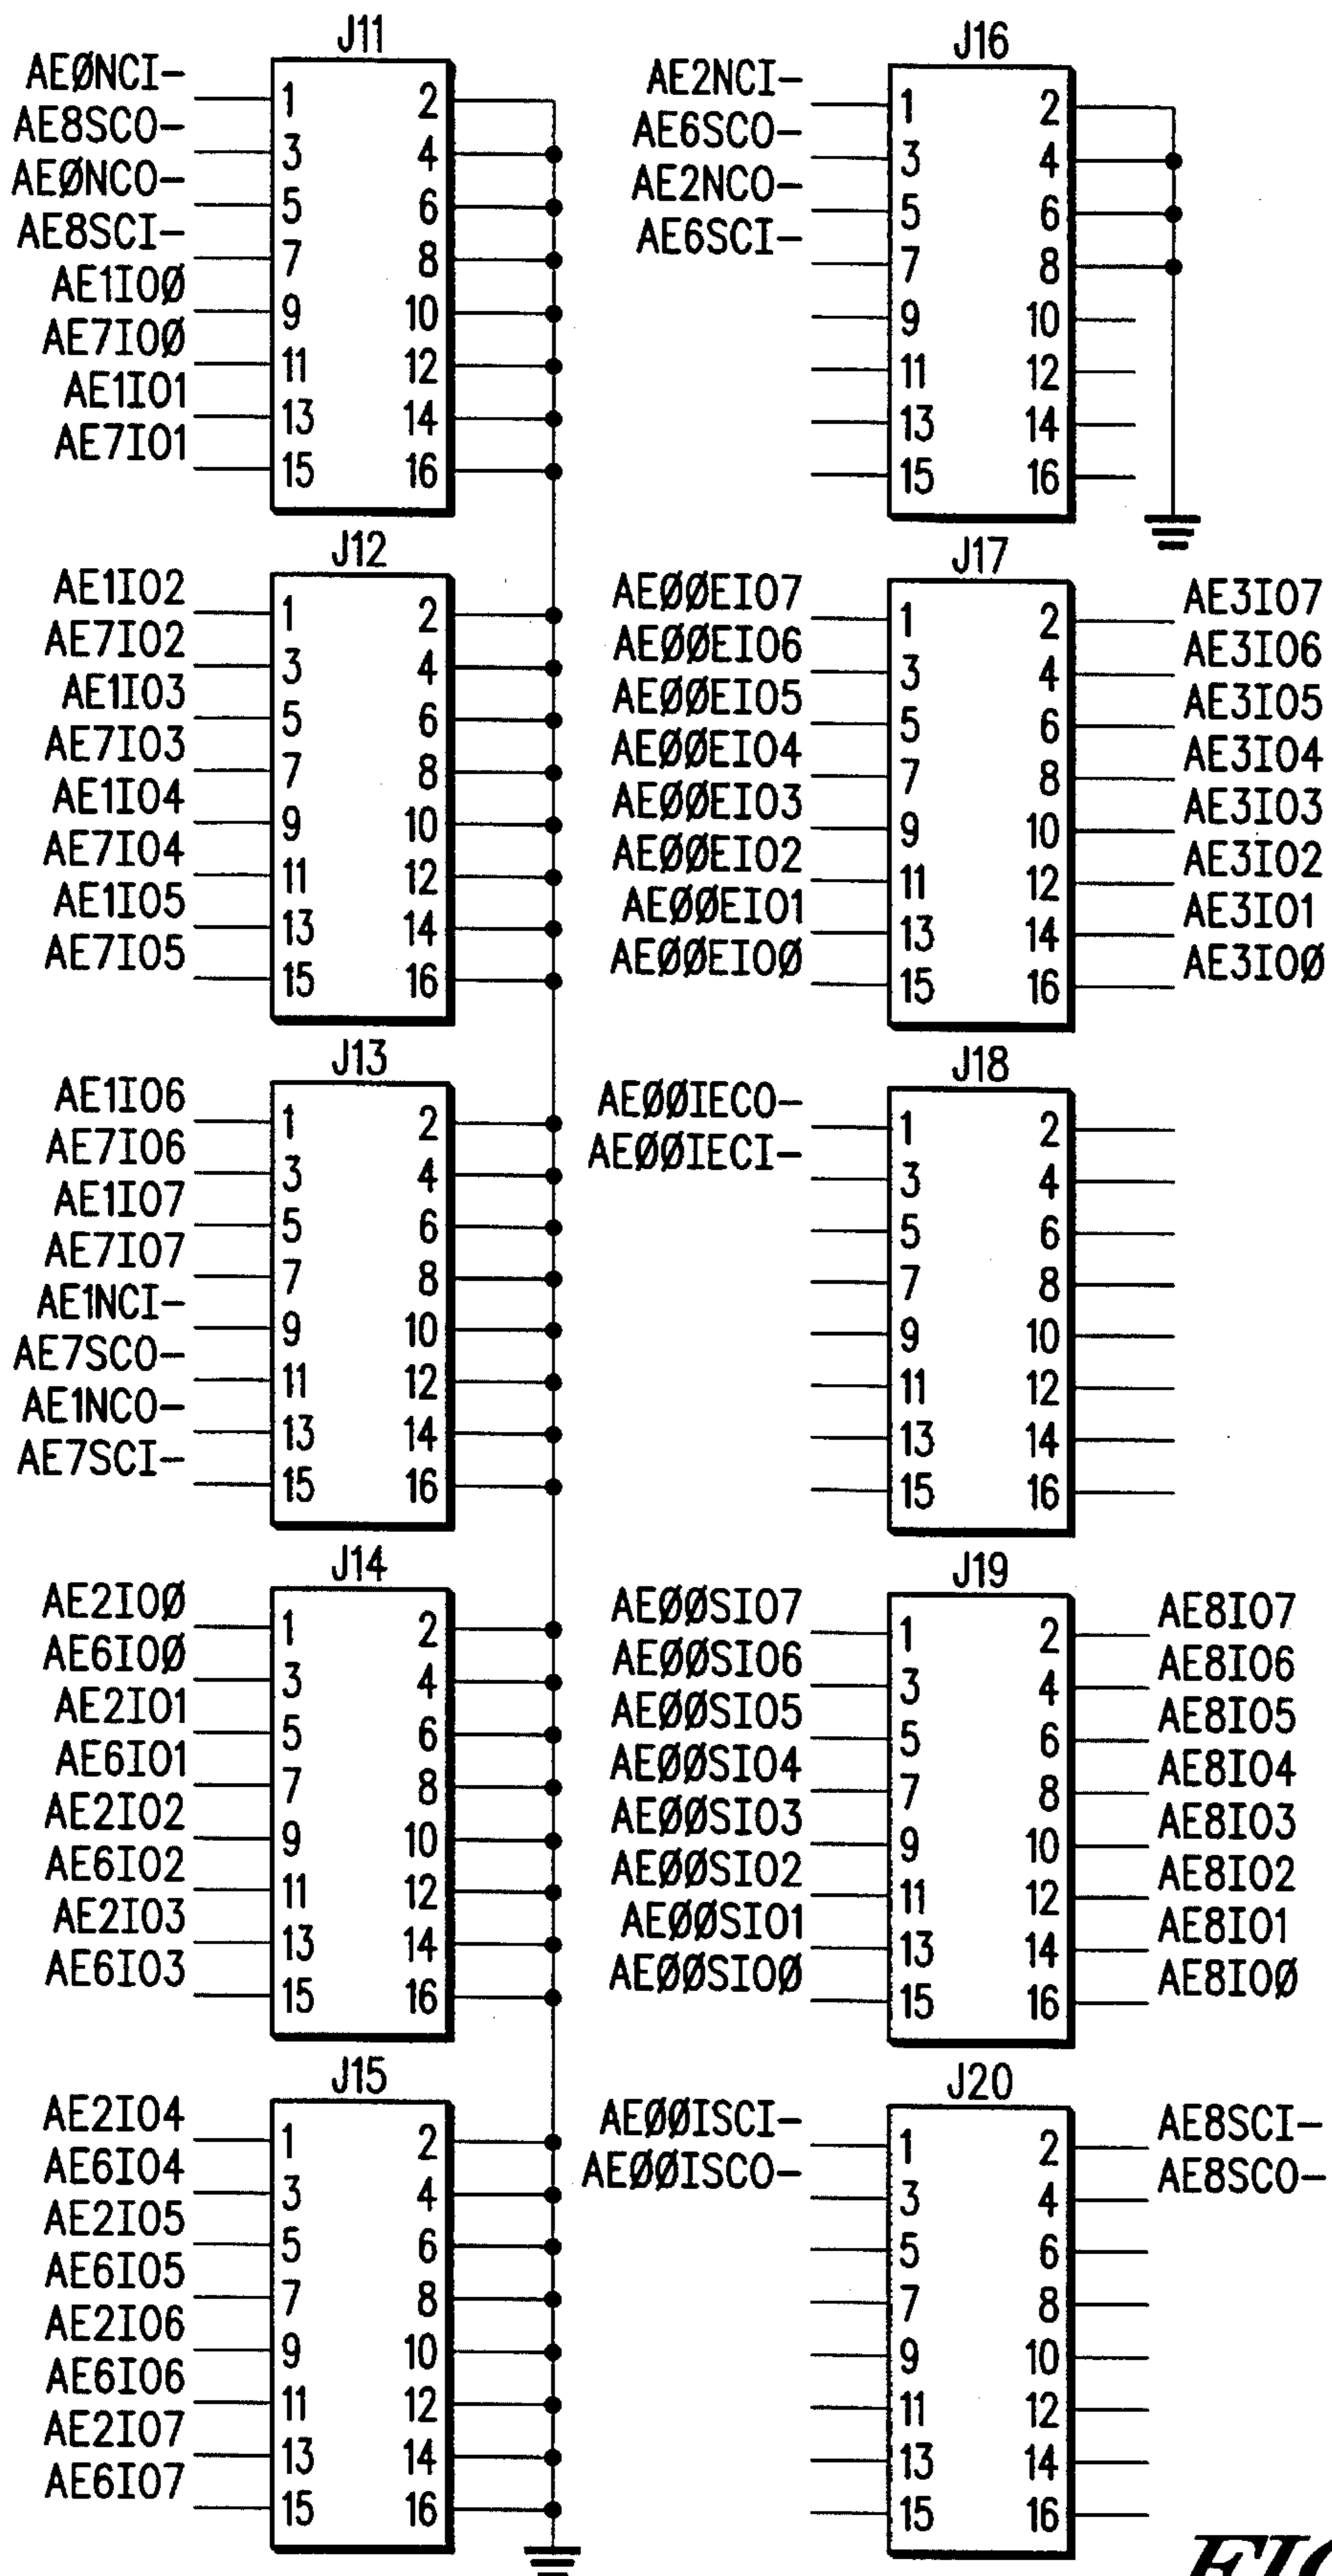 J11
AEØNCI-
1 2
AE8SCO-
3 4
AEØNCO-
5 6
AE8SCI-
7 8
AE1IOØ
9 10
AE7IOØ
11 12
AE1IO1
13 14
AE7IO1
15 16
J12
AE1IO2
1 2
AE7IO2
3 4
AE1IO3
5 6
AE7IO3
7 8
AE1IO4
9 10
AE7IO4
11 12
AE1IO5
13 14
AE7IO5
15 16
J13
AE1IO6
1 2
AE7IO6
3 4
AE1IO7
5 6
AE7IO7
7 8
AE1NCI-
9 10
AE7SCO-
11 12
AE1NCO-
13 14
AE7SCI-
15 16
J14
AE2IOØ
1 2
AE6IOØ
3 4
AE2IO1
5 6
AE6IO1
7 8
AE2IO2
9 10
AE6IO2
11 12
AE2IO3
13 14
AE6IO3
15 16
J15
AE2IO4
1 2
AE6IO4
3 4
AE2IO5
5 6
AE6IO5
7 8
AE2IO6
9 10
AE6IO6
11 12
AE2IO7
13 14
AE6IO7
15 16
J16
AE2NCI-
1 2
AE6SCO-
3 4
AE2NCO-
5 6
AE6SCI-
7 8
9 10
11 12
13 14
15 16
J17
AEØØEIO7 AE3IO7
1 2
AEØØEIO6 AE3IO6
3 4
AEØØEIO5 AE3IO5
5 6
AEØØEIO4 AE3IO4
7 8
AEØØEIO3 AE3IO3
9 10
AEØØEIO2 AE3IO2
11 12
AEØØEIO1 AE3IO1
13 14
AEØØEIOØ AE3IOØ
15 16
J18
AEØØIECO-
1 2
AEØØIECI-
3 4
5 6
7 8
9 10
11 12
13 14
15 16
J19
AEØØSIO7 AE8IO7
1 2
AEØØSIO6 AE8IO6
3 4
AEØØSIO5 AE8IO5
5 6
AEØØSIO4 AE8IO4
7 8
AEØØSIO3 AE8IO3
9 10
AEØØSIO2 AE8IO2
11 12
AEØØSIO1 AE8IO1
13 14
AEØØSIOØ AE8IOØ
15 16
J20
AEØØISCI- AE8SCI-
1 2
AEØØISCO- AE8SCO-
3 4
5 6
7 8
9 10
11 12
13 14
15 16